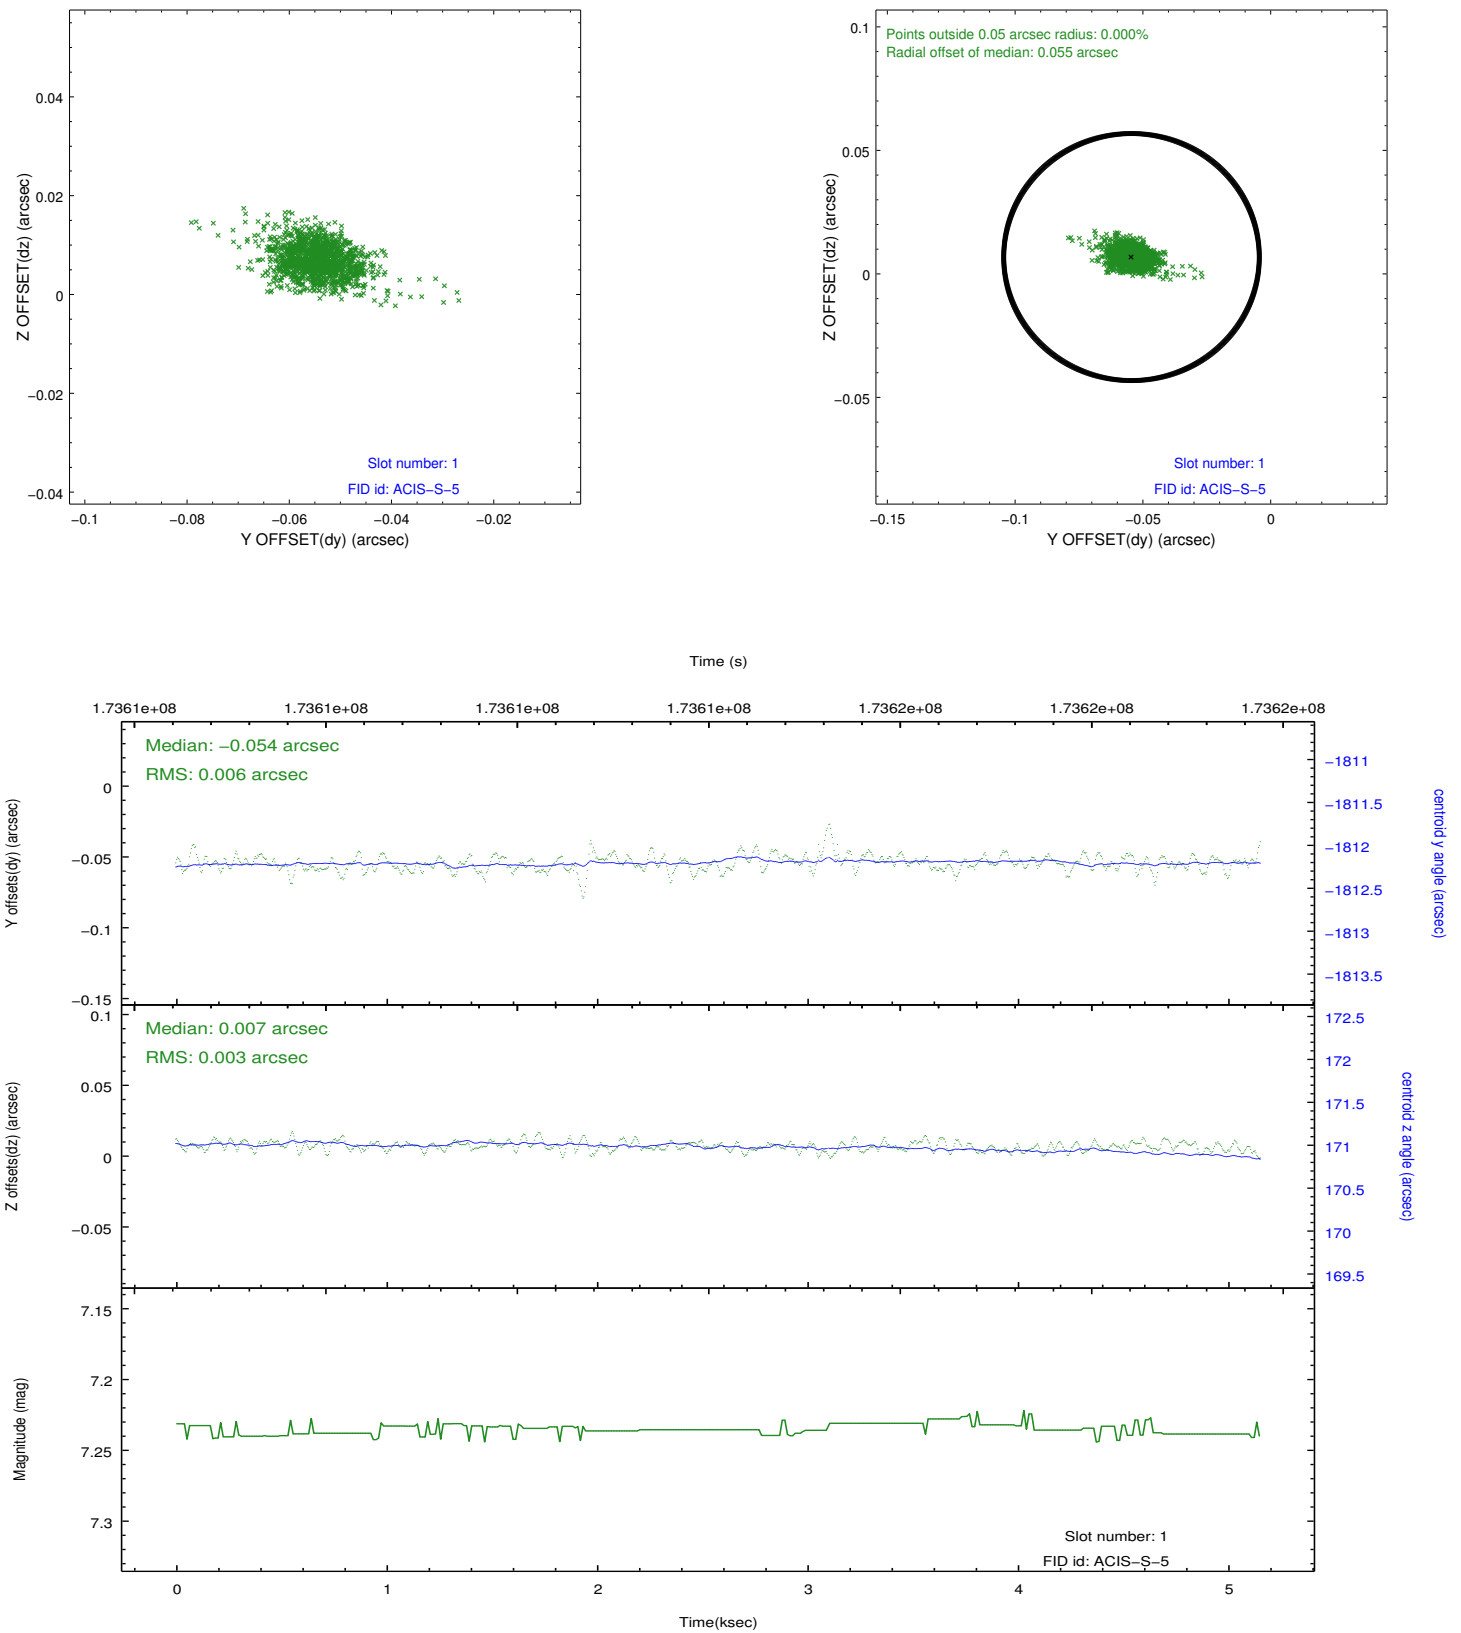 0.04
0.02
0
−0.02
−0.04
Z OFFSET(dz) (arcsec)
Slot number: 1
FID id: ACIS−S−5
−0.1
−0.08
−0.06
−0.04
−0.02
Y OFFSET(dy) (arcsec)
0.1
0.05
0
−0.05
Z OFFSET(dz) (arcsec)
Points outside 0.05 arcsec radius: 0.000%
Radial offset of median: 0.055 arcsec
Slot number: 1
FID id: ACIS−S−5
−0.15
−0.1
−0.05
0
Y OFFSET(dy) (arcsec)
Time (s)
1.7361e+08
1.7361e+08
1.7361e+08
1.7361e+08
1.7362e+08
1.7362e+08
1.7362e+08
Median: −0.054 arcsec
RMS: 0.006 arcsec
0
−0.05
−0.1
−0.15
Y offsets(dy) (arcsec)
−1811
−1811.5
−1812
−1812.5
−1813
−1813.5
centroid y angle (arcsec)
Median: 0.007 arcsec
RMS: 0.003 arcsec
0.1
0.05
0
−0.05
Z offsets(dz) (arcsec)
172.5
172
171.5
171
170.5
170
169.5
centroid z angle (arcsec)
7.15
7.2
7.25
7.3
Magnitude (mag)
Slot number: 1
FID id: ACIS−S−5
0
1
2
3
4
5
Time(ksec)